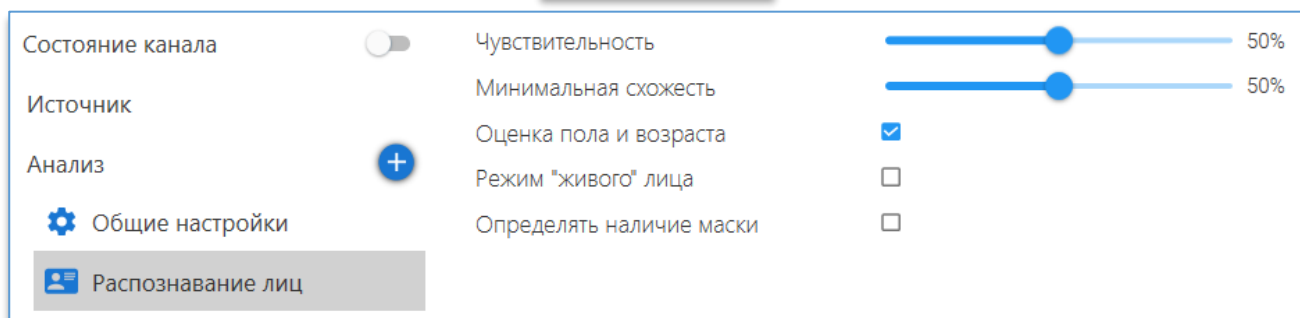 Состояние канала
Источник
Анализ
Общие настройки
Распознавание лиц
Чувствительность 50%
Минимальная схожесть 50%
Оценка пола и возраста
Режим "живого" лица
Определять наличие маски